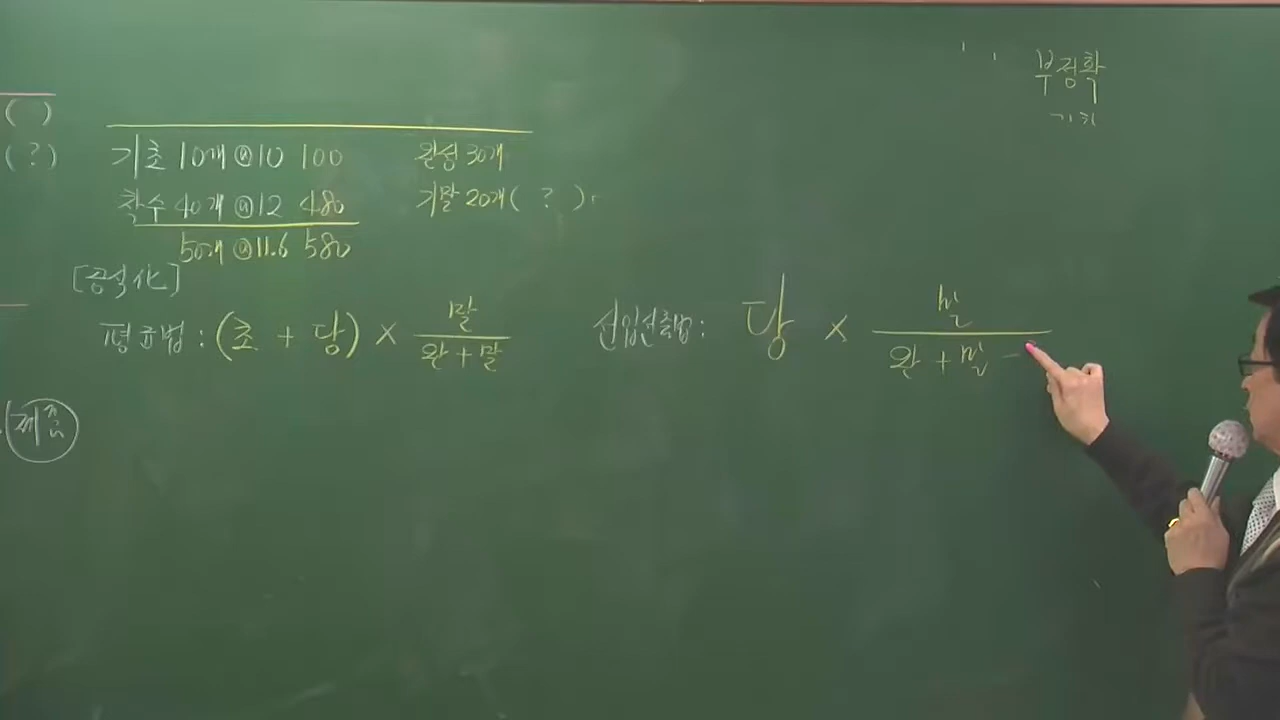 부정확
( )
( ? ) 기초 10개 @10 100 완성 30개
착수 40개 @12 480 기말 20개 ( ? )
50개 @11.6 580
[공식化]
평균법 : (초 + 당) × 말 / 완 + 말
선입선출법 : 당 × 말 / 완 + 말 -
제품